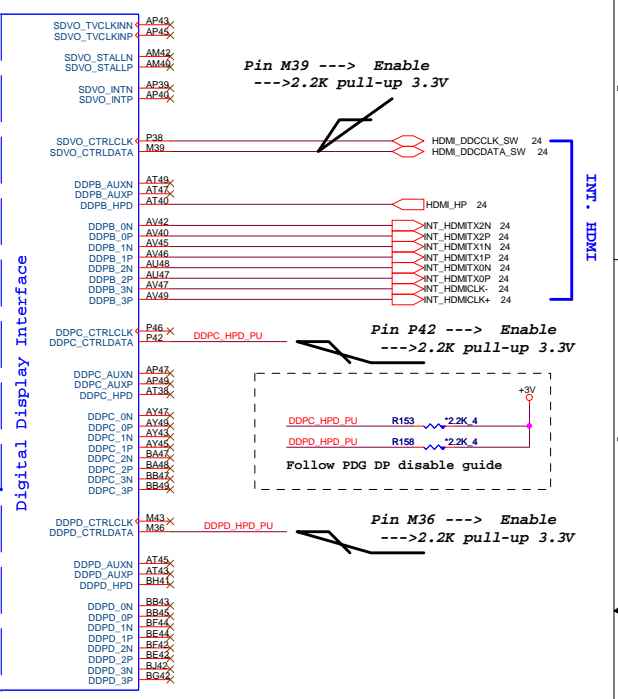 SDVO_TVCLKINN AP43
SDVO_TVCLKINP AP45
SDVO_STALLN AM42
SDVO_STALLP AM40
Pin M39 ---> Enable
--->2.2K pull-up 3.3V
SDVO_INTN AP39
SDVO_INTP AP40
SDVO_CTRLCLK P38 HDMI_DDCCLK_SW 24
SDVO_CTRLDATA M39 HDMI_DDCDATA_SW 24
INT. HDMI
DDPB_AUXN AT49
DDPB_AUXP AT47
DDPB_HPD AT40 HDMI_HP 24
DDPB_0N AV42 INT_HDMITX2N 24
DDPB_0P AV40 INT_HDMITX2P 24
DDPB_1N AV45 INT_HDMITX1N 24
DDPB_1P AV46 INT_HDMITX1P 24
DDPB_2N AU48 INT_HDMITX0N 24
DDPB_2P AU47 INT_HDMITX0P 24
DDPB_3N AV47 INT_HDMICLK- 24
DDPB_3P AV49 INT_HDMICLK+ 24
Digital Display Interface
DDPC_CTRLCLK P46
DDPC_CTRLDATA P42 DDPC_HPD_PU
Pin P42 ---> Enable
--->2.2K pull-up 3.3V
DDPC_AUXN AP47
DDPC_AUXP AP49
DDPC_HPD AT38
+3V
DDPC_0N AY47
DDPC_0P AY49
DDPC_1N AY43
DDPC_1P AY45
DDPC_2N BA47
DDPC_2P BA48
DDPC_3N BB47
DDPC_3P BB49
DDPC_HPD_PU R153 *2.2K_4
DDPD_HPD_PU R158 *2.2K_4
Follow PDG DP disable guide
DDPD_CTRLCLK M43
DDPD_CTRLDATA M36 DDPD_HPD_PU
Pin M36 ---> Enable
--->2.2K pull-up 3.3V
DDPD_AUXN AT45
DDPD_AUXP AT43
DDPD_HPD BH41
DDPD_0N BB43
DDPD_0P BB45
DDPD_1N BF44
DDPD_1P BE44
DDPD_2N BF42
DDPD_2P BE42
DDPD_3N BJ42
DDPD_3P BG42